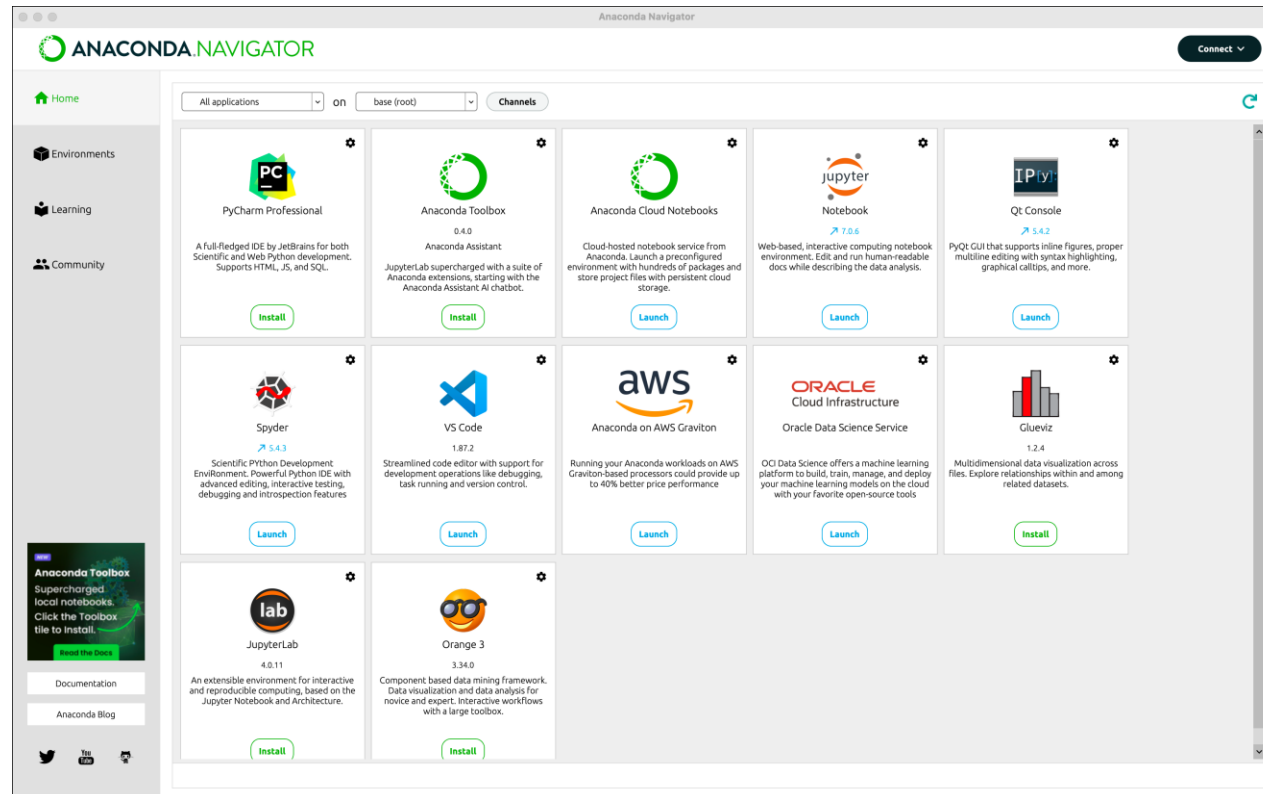 Anaconda Navigator
ANACONDA.NAVIGATOR
Connect
Home
Environments
Learning
Community
All applications
on
base (root)
Channels
PC
PyCharm Professional
A full-fledged IDE by JetBrains for both
Scientific and Web Python development.
Supports HTML, JS, and SQL.
Install
Anaconda Toolbox
0.4.0
Anaconda Assistant
JupyterLab supercharged with a suite of
Anaconda extensions, starting with the
Anaconda Assistant AI chatbot.
Install
Anaconda Cloud Notebooks
Cloud-hosted notebook service from
Anaconda. Launch a preconfigured
environment with hundreds of packages and
store project files with persistent cloud
storage.
Launch
jupyter
Notebook
7.0.6
Web-based, interactive computing notebook
environment. Edit and run human-readable
docs while describing the data analysis.
Launch
IP[y]:
Qt Console
5.4.2
PyQt GUI that supports inline figures, proper
multiline editing with syntax highlighting,
graphical calltips, and more.
Launch
Spyder
5.4.3
Scientific PYthon Development
EnviRonment. Powerful Python IDE with
advanced editing, interactive testing,
debugging and introspection features
Launch
VS Code
1.87.2
Streamlined code editor with support for
development operations like debugging,
task running and version control.
Launch
aws
Anaconda on AWS Graviton
Running your Anaconda workloads on AWS
Graviton-based processors could provide up
to 40% better price performance
Launch
ORACLE
Cloud Infrastructure
Oracle Data Science Service
OCI Data Science offers a machine learning
platform to build, train, manage, and deploy
your machine learning models on the cloud
with your favorite open-source tools
Launch
Glueviz
1.2.4
Multidimensional data visualization across
files. Explore relationships within and among
related datasets.
Install
lab
JupyterLab
4.0.11
An extensible environment for interactive
and reproducible computing, based on the
Jupyter Notebook and Architecture.
Install
Orange 3
3.34.0
Component based data mining framework.
Data visualization and data analysis for
novice and expert. Interactive workflows
with a large toolbox.
Install
NEW
Anaconda Toolbox
Supercharged
local notebooks.
Click the Toolbox
tile to Install.
Read the Docs
Documentation
Anaconda Blog
You
Tube